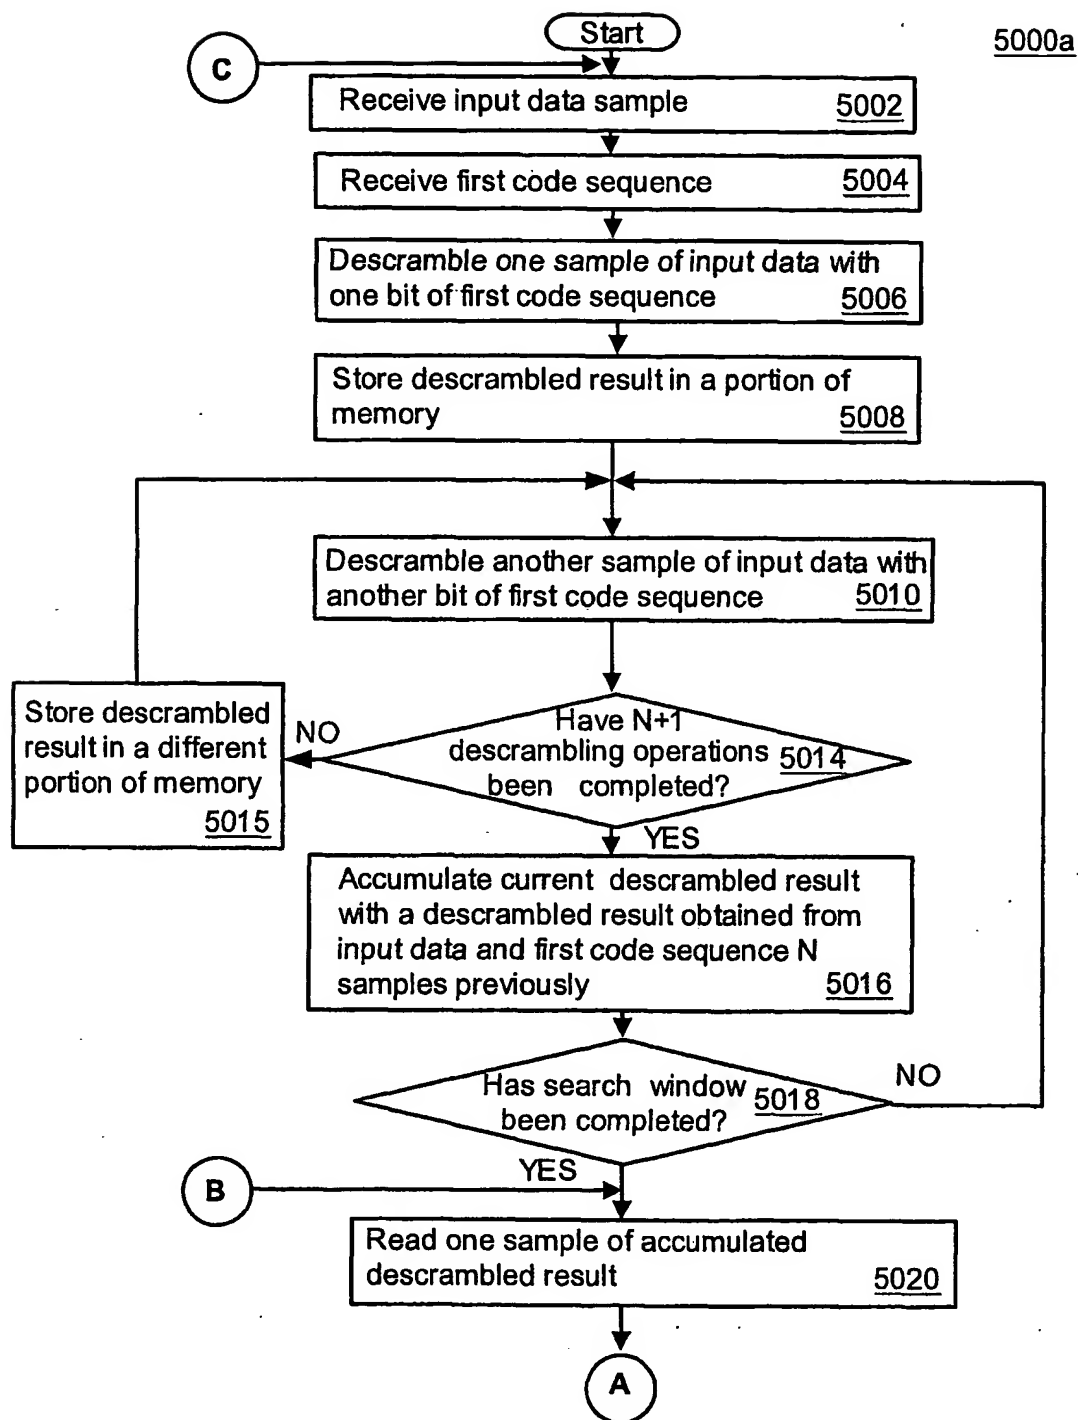 Start
5000a
C
Receive input data sample 5002
Receive first code sequence 5004
Descramble one sample of input data with
one bit of first code sequence 5006
Store descrambled result in a portion of
memory 5008
Descramble another sample of input data with
another bit of first code sequence 5010
Store descrambled
result in a different
portion of memory
5015
NO
Have N+1
descrambling operations 5014
been completed?
YES
Accumulate current descrambled result
with a descrambled result obtained from
input data and first code sequence N
samples previously 5016
Has search window 5018
been completed?
NO
YES
B
Read one sample of accumulated
descrambled result 5020
A